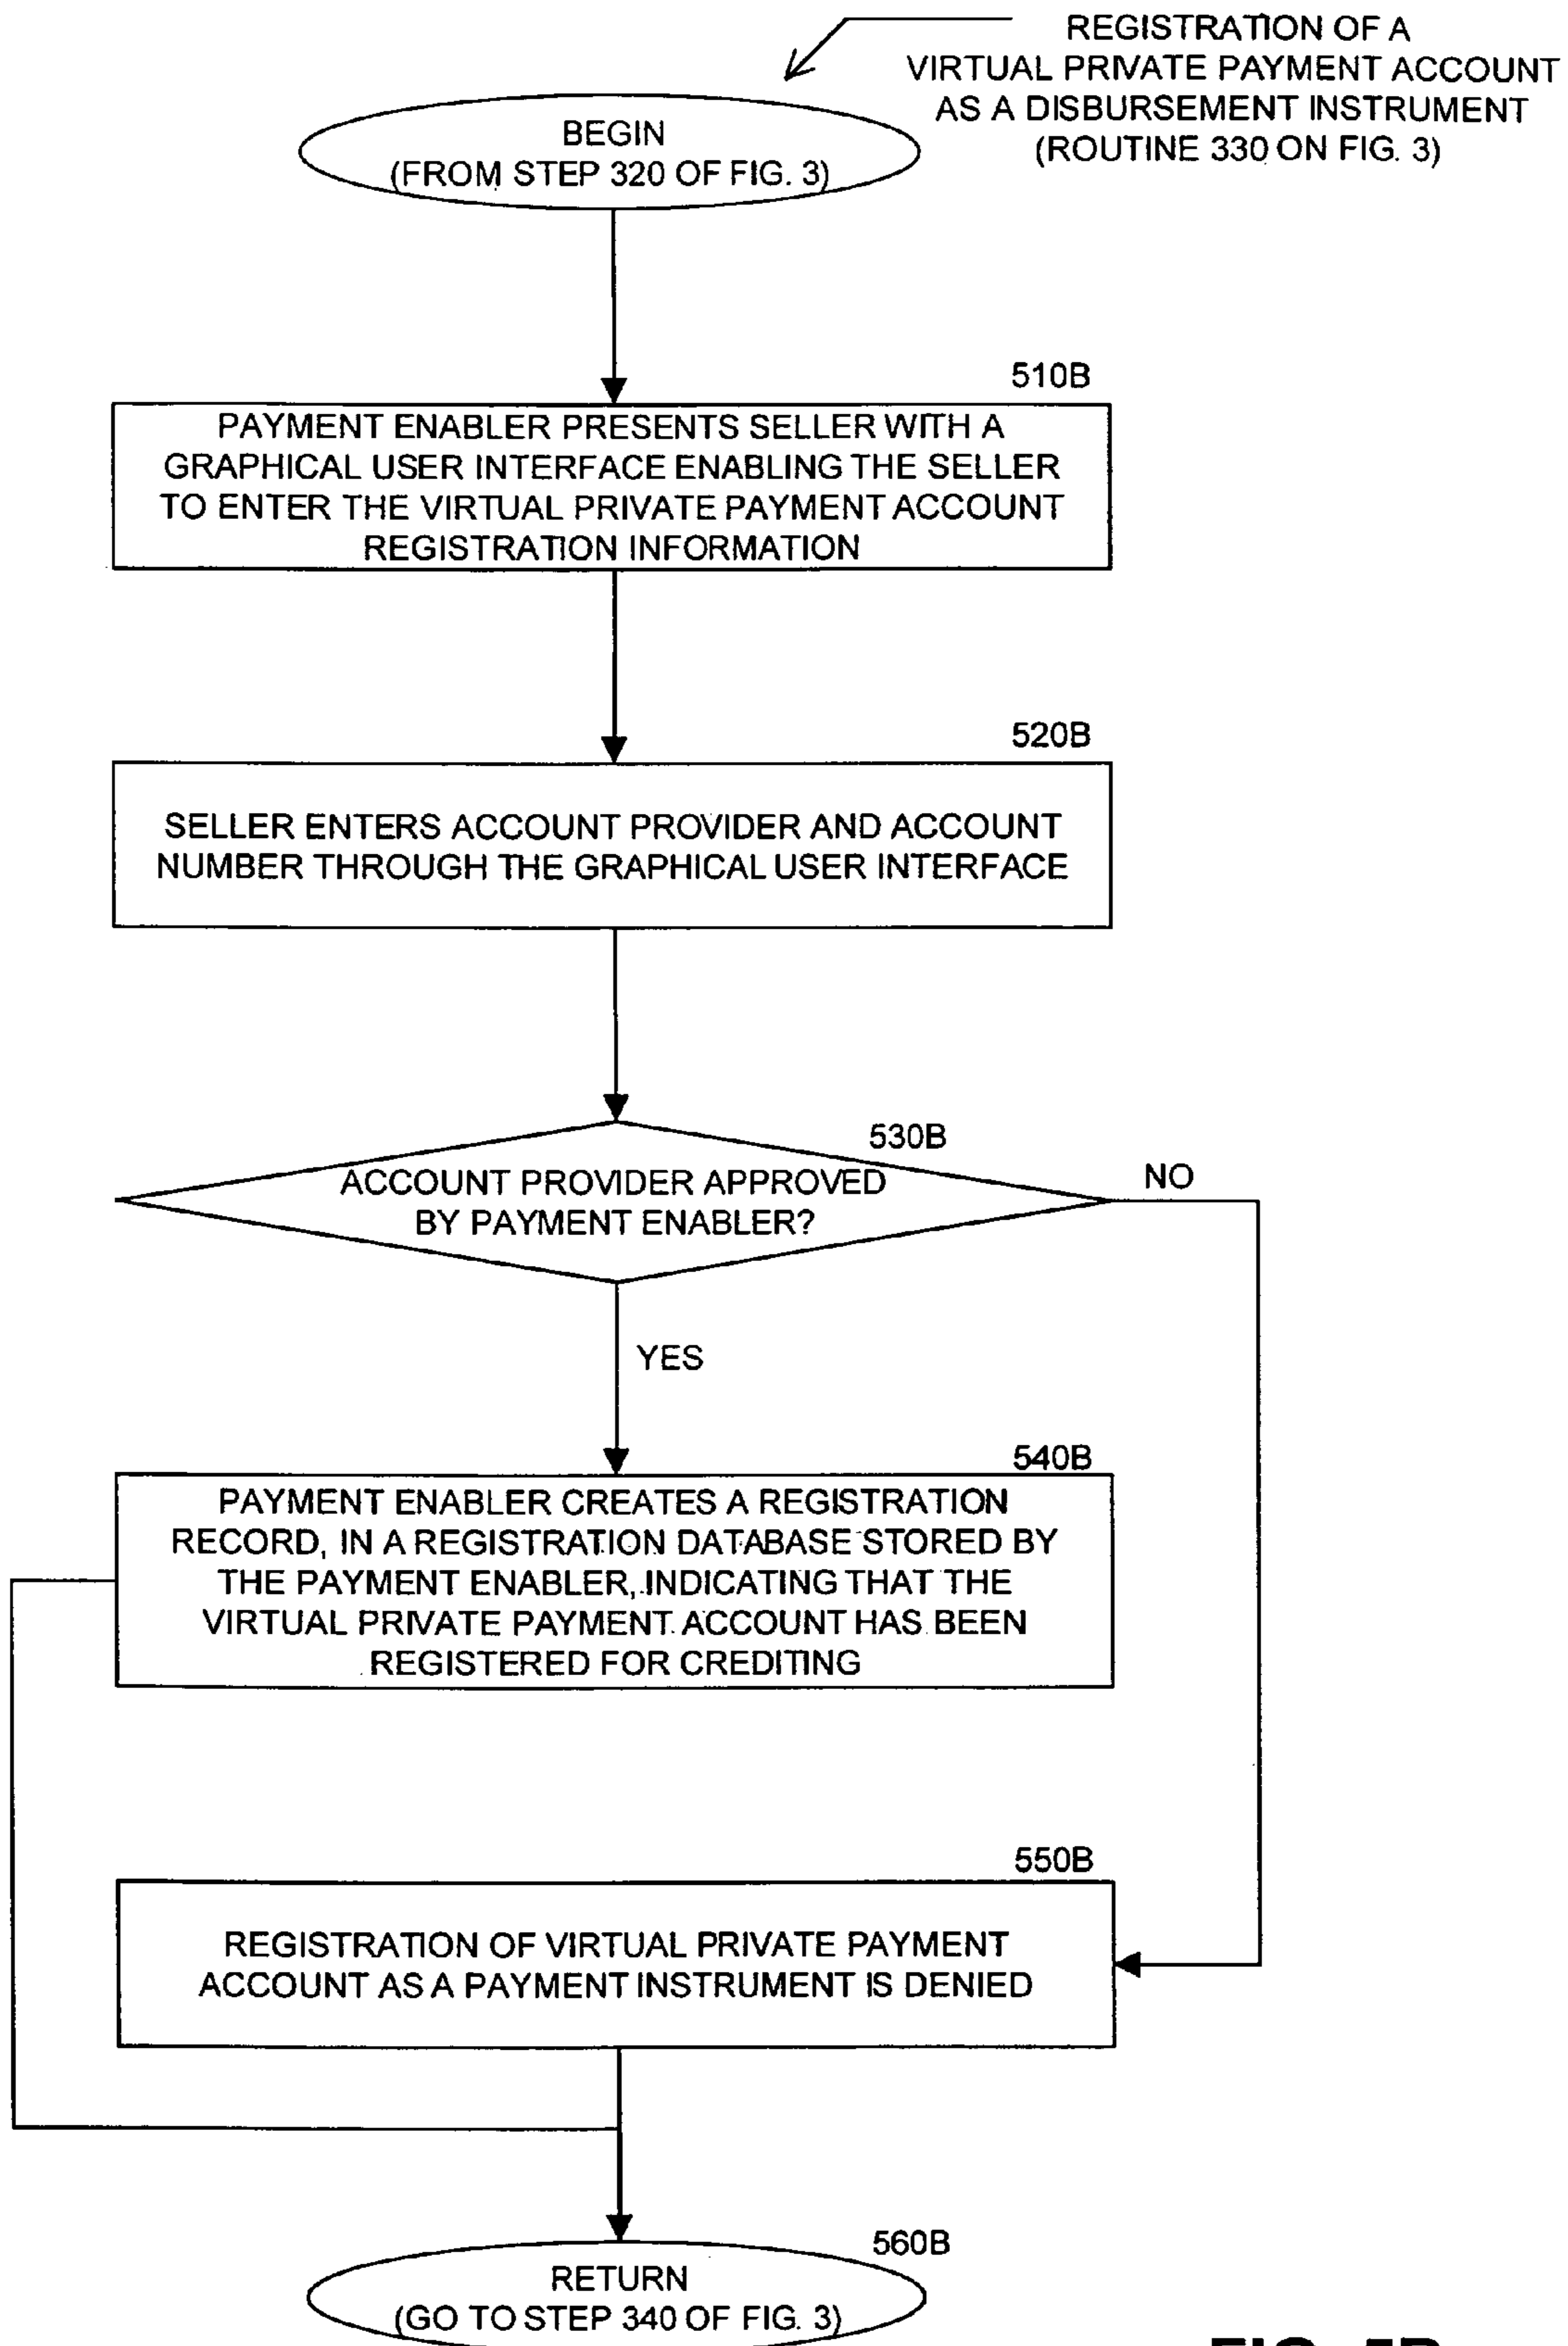 REGISTRATION OF A
VIRTUAL PRIVATE PAYMENT ACCOUNT
AS A DISBURSEMENT INSTRUMENT
(ROUTINE 330 ON FIG. 3)
BEGIN
(FROM STEP 320 OF FIG. 3)
510B
PAYMENT ENABLER PRESENTS SELLER WITH A
GRAPHICAL USER INTERFACE ENABLING THE SELLER
TO ENTER THE VIRTUAL PRIVATE PAYMENT ACCOUNT
REGISTRATION INFORMATION
520B
SELLER ENTERS ACCOUNT PROVIDER AND ACCOUNT
NUMBER THROUGH THE GRAPHICAL USER INTERFACE
530B
ACCOUNT PROVIDER APPROVED
BY PAYMENT ENABLER?
NO
YES
540B
PAYMENT ENABLER CREATES A REGISTRATION
RECORD, IN A REGISTRATION DATABASE STORED BY
THE PAYMENT ENABLER, INDICATING THAT THE
VIRTUAL PRIVATE PAYMENT ACCOUNT HAS BEEN
REGISTERED FOR CREDITING
550B
REGISTRATION OF VIRTUAL PRIVATE PAYMENT
ACCOUNT AS A PAYMENT INSTRUMENT IS DENIED
560B
RETURN
(GO TO STEP 340 OF FIG. 3)